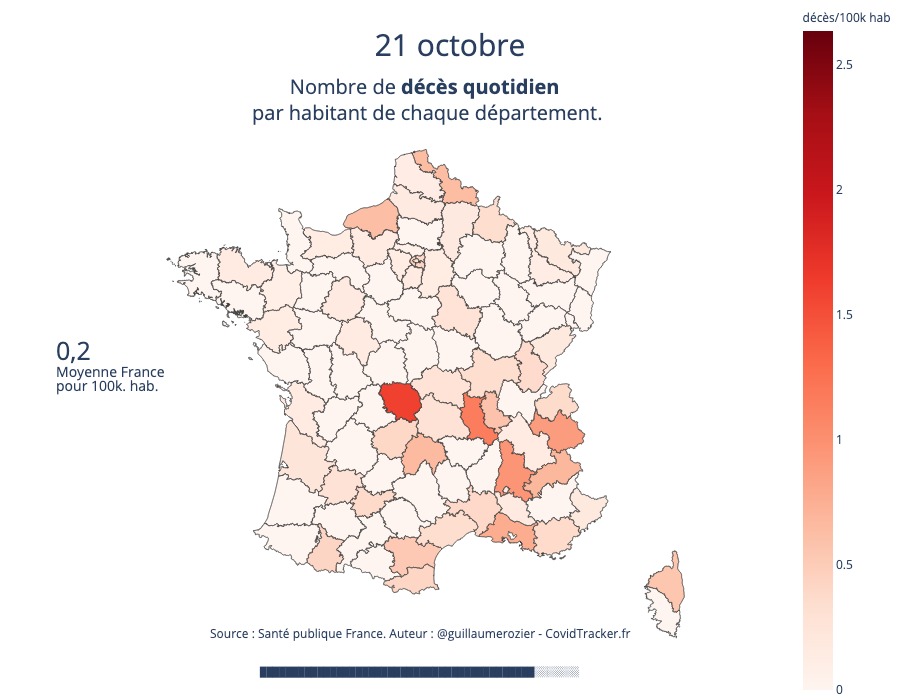 décès/100k hab
21 octobre
Nombre de décès quotidien
par habitant de chaque département.
2.5
2
1.5
1
0.5
0
0,2
Moyenne France
pour 100k. hab.
Source : Santé publique France. Auteur : @guillaumerozier - CovidTracker.fr